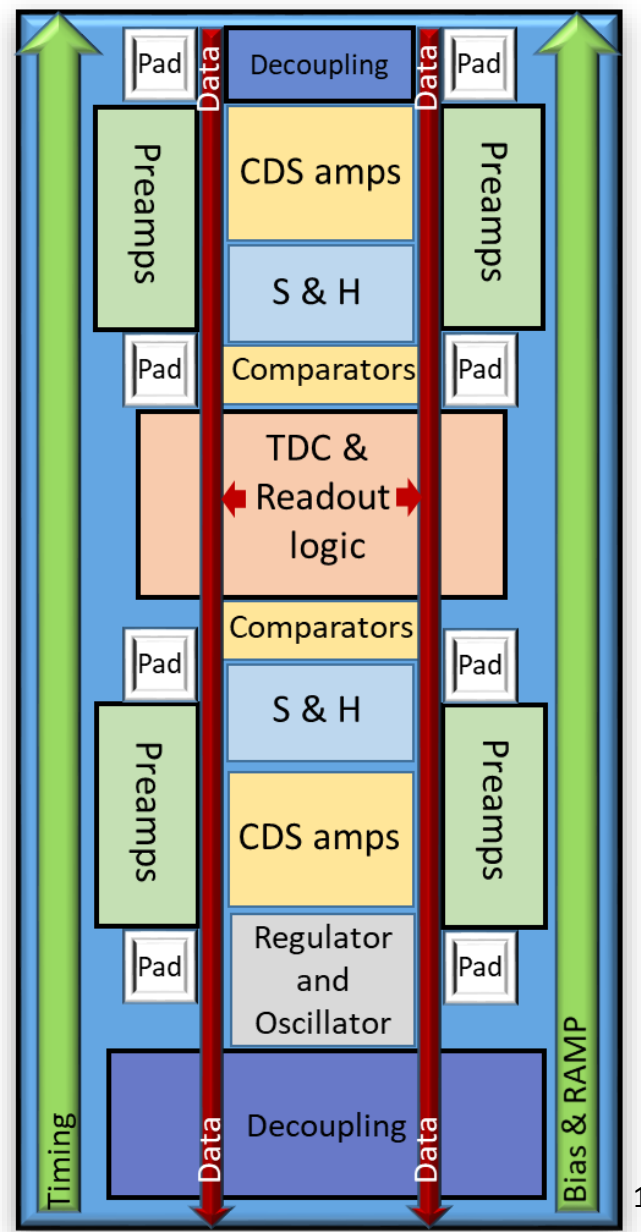 Pad
Data
Decoupling
Data
Pad
Preamps
CDS amps
Preamps
S & H
Pad
Comparators
Pad
TDC &
Readout
logic
Comparators
Pad
S & H
Pad
Preamps
CDS amps
Preamps
Pad
Regulator
and
Oscillator
Pad
Timing
Data
Decoupling
Data
Bias & RAMP
1